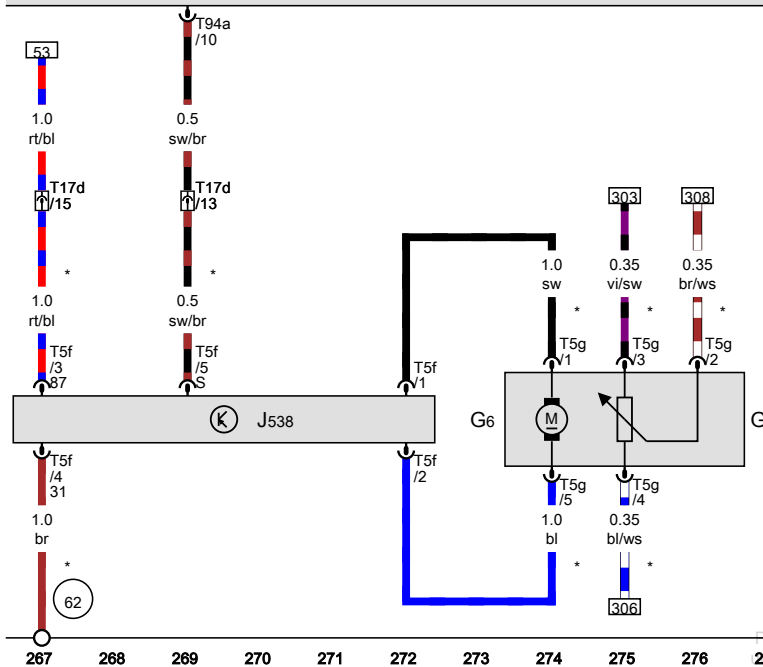 T94a
/10
53
1.0
rt/bl
0.5
sw/br
T17d
/15
T17d
/13
303
308
*
*
1.0
sw
0.35
vi/sw
0.35
br/ws
1.0
rt/bl
0.5
sw/br
*
*
*
T5f
/3
87
T5f
/5
S
T5f
/1
T5g
/1
T5g
/3
T5g
/2
J538
G6
M
G
T5f
/4
31
T5f
/2
T5g
/5
T5g
/4
1.0
br
1.0
bl
0.35
bl/ws
*
*
*
62
306
267 268 269 270 271 272 273 274 275 276 2